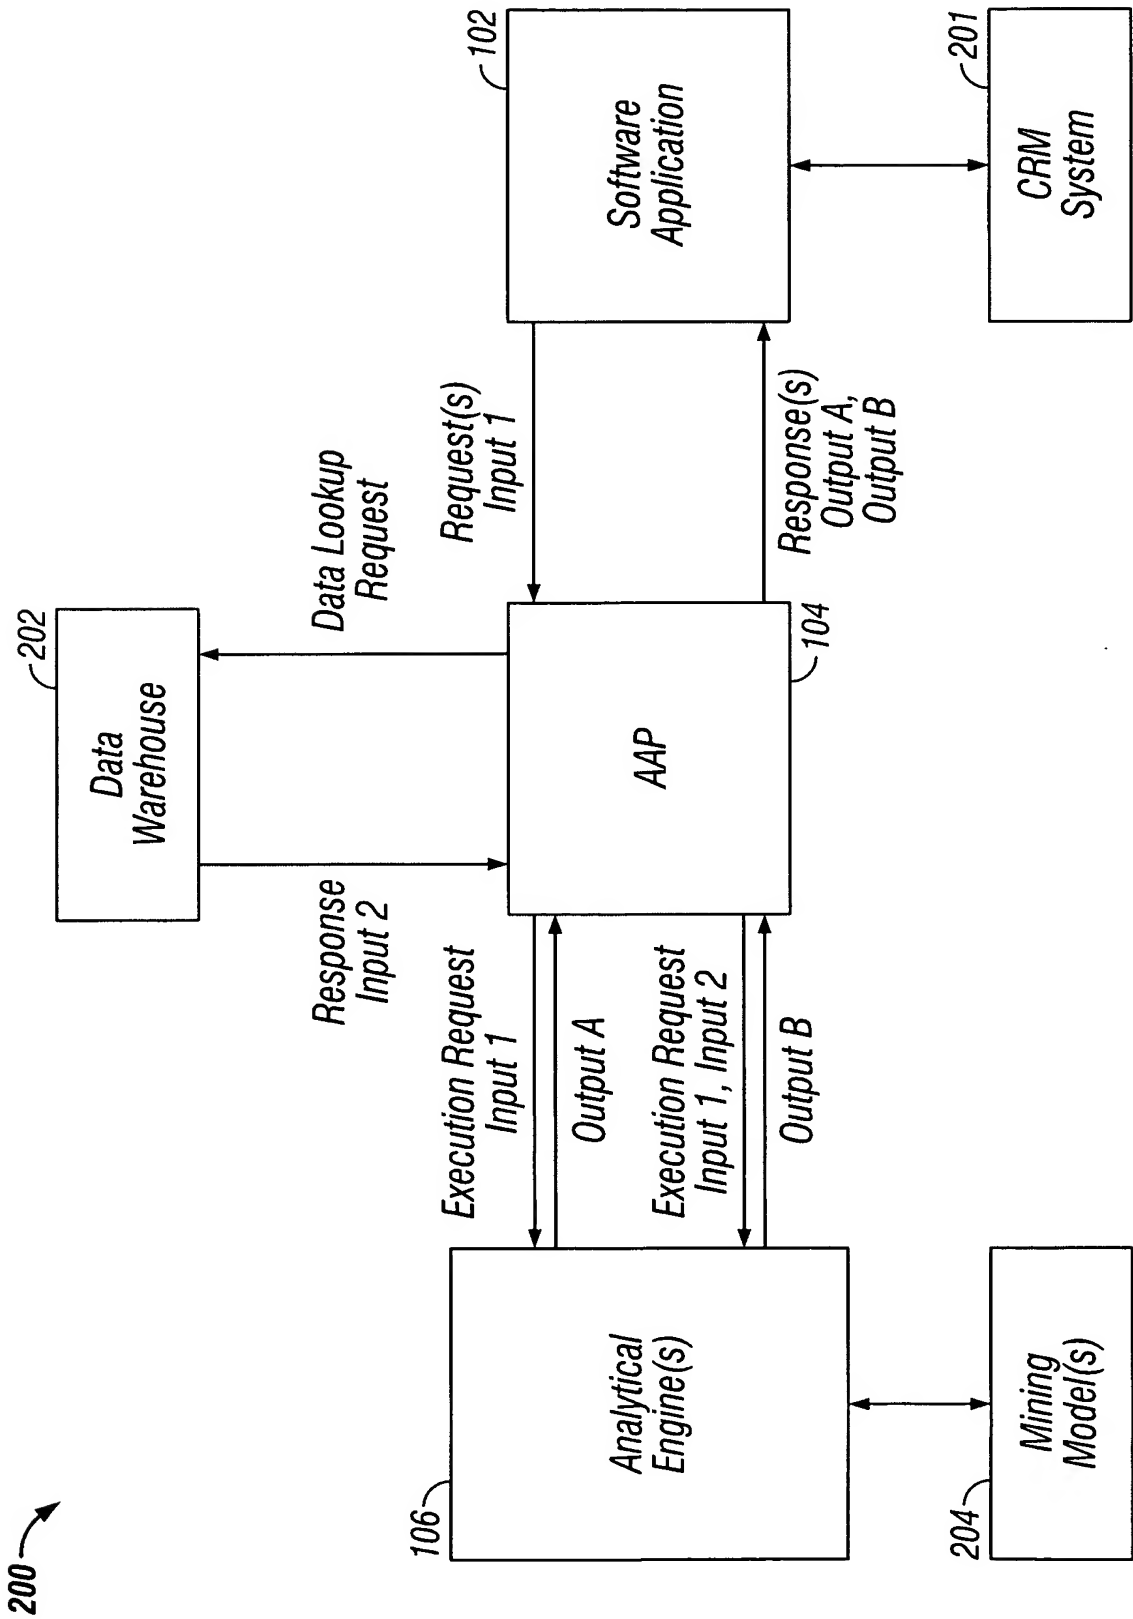 200
106
Analytical
Engine(s)
204
Mining
Model(s)
Execution Request
Input 1
Output A
Execution Request
Input 1, Input 2
Output B
202
Data
Warehouse
Response
Input 2
Data Lookup
Request
AAP
104
Request(s)
Input 1
Response(s)
Output A,
Output B
102
Software
Application
201
CRM
System